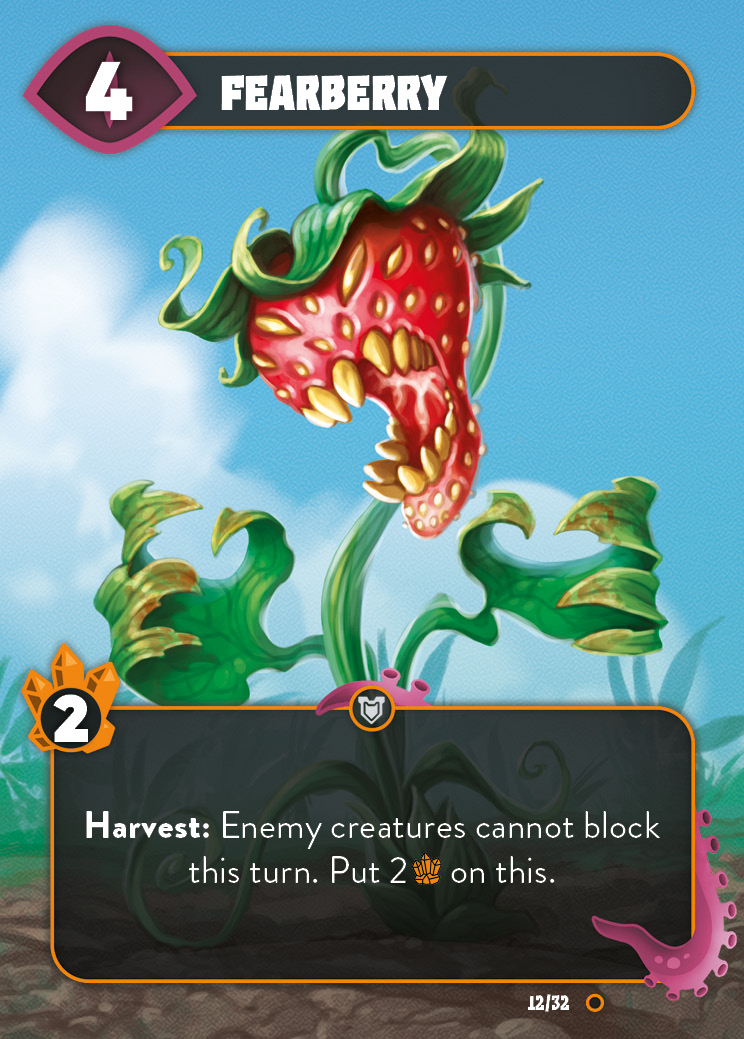 4
FEARBERRY
2
Harvest: Enemy creatures cannot block
this turn. Put 2 on this.
12/32